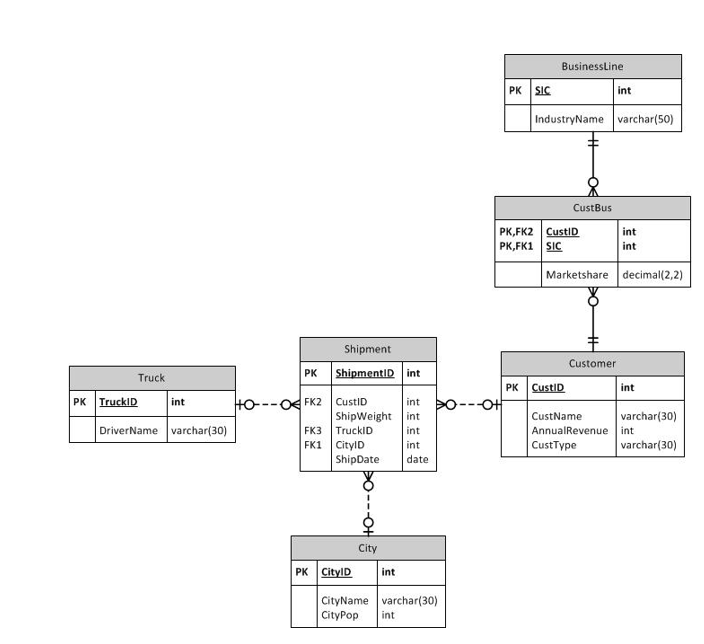 BusinessLine
PK SIC int
IndustryName varchar(50)
CustBus
PK,FK2 CustID int
PK,FK1 SIC int
Marketshare decimal(2,2)
Shipment
PK ShipmentID int
FK2 CustID int
ShipWeight int
FK3 TruckID int
FK1 CityID int
ShipDate date
Truck
PK TruckID int
DriverName varchar(30)
Customer
PK CustID int
CustName varchar(30)
AnnualRevenue int
CustType varchar(30)
City
PK CityID int
CityName varchar(30)
CityPop int